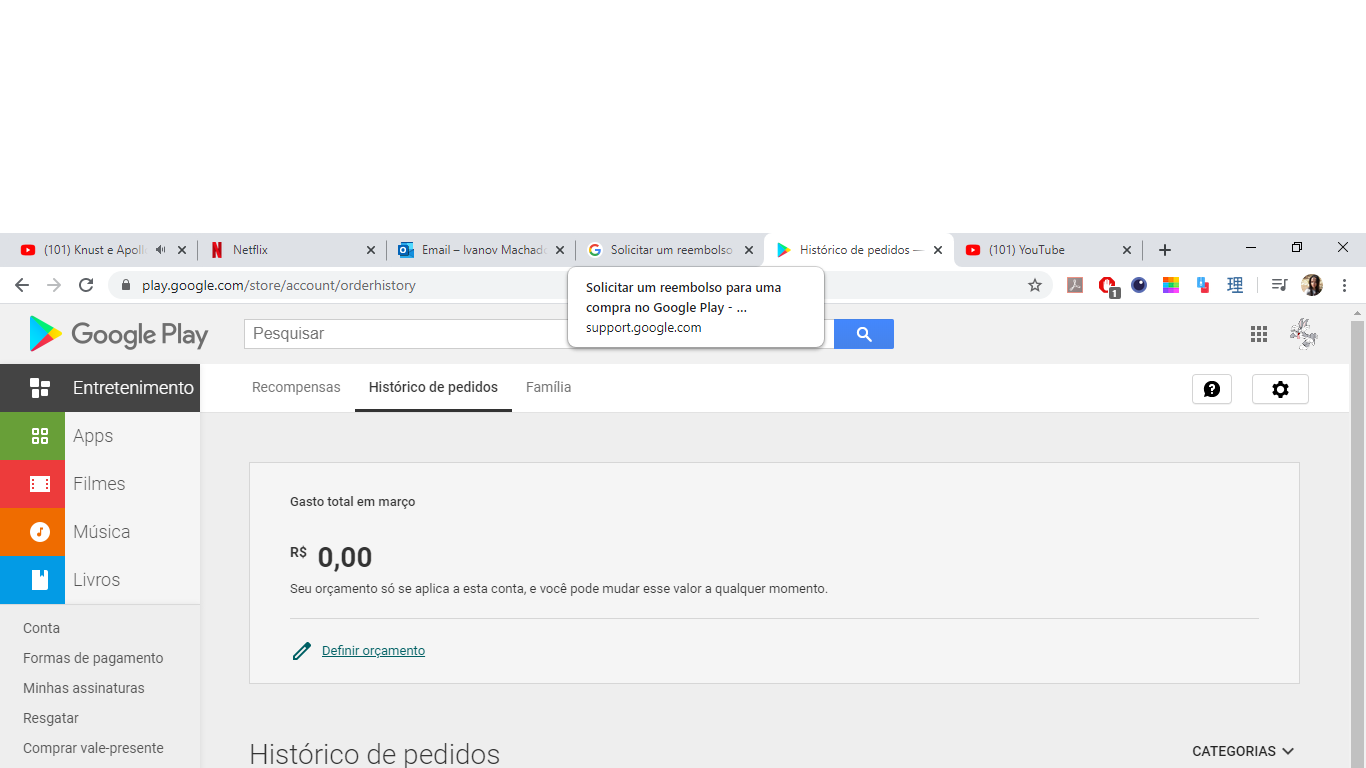 (101) Knust e Apoll
Netflix
Email – Ivanov Machado
Solicitar um reembolso
Histórico de pedidos —
(101) YouTube
play.google.com/store/account/orderhistory
1
理
Solicitar um reembolso para uma
compra no Google Play - ...
support.google.com
Google Play
Pesquisar
Entretenimento
Recompensas
Histórico de pedidos
Família
Apps
Filmes
Música
Livros
Conta
Formas de pagamento
Minhas assinaturas
Resgatar
Comprar vale-presente
Gasto total em março
R$ 0,00
Seu orçamento só se aplica a esta conta, e você pode mudar esse valor a qualquer momento.
Definir orçamento
Histórico de pedidos
CATEGORIAS